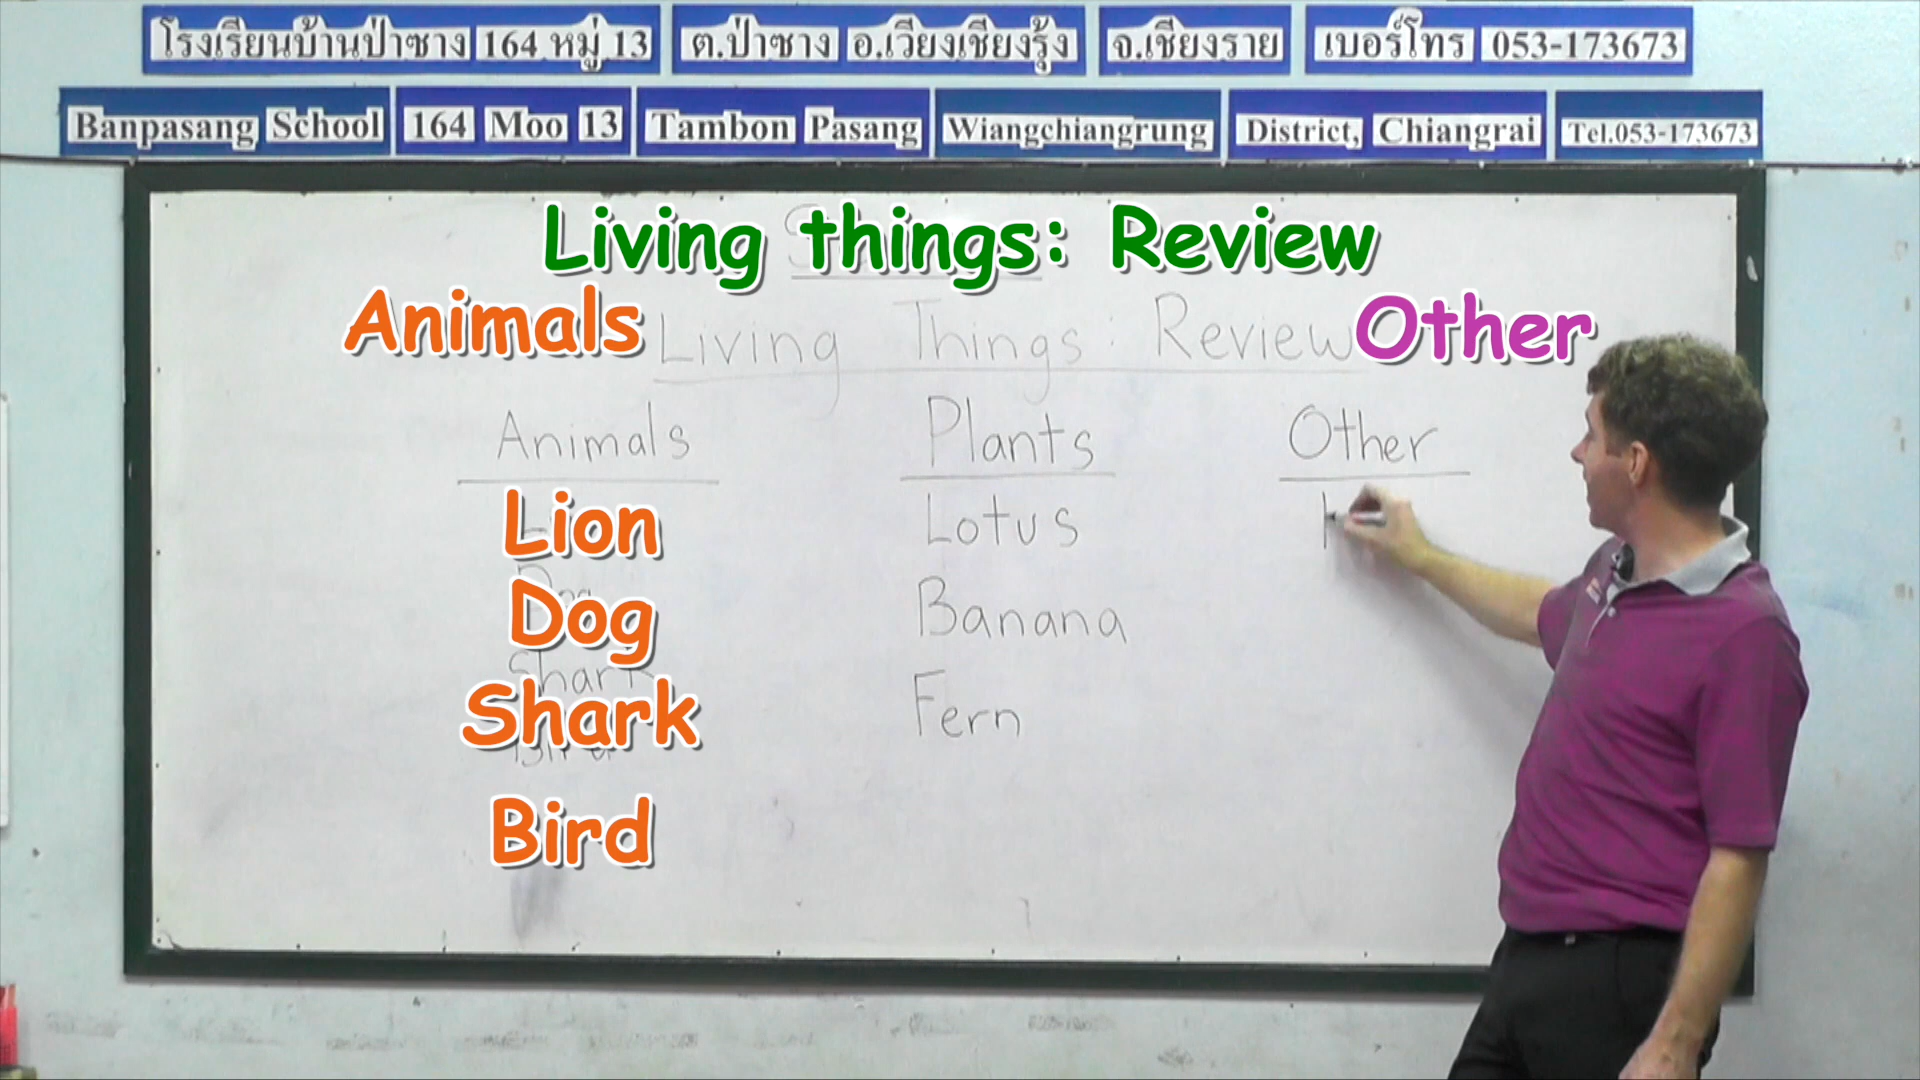 โรงเรียนบ้านป่าซาง 164 หมู่ 13 ต.ป่าซาง อ.เวียงเชียงรุ้ง จ.เชียงราย เบอร์โทร 053-173673
Banpasang School 164 Moo 13 Tambon Pasang Wiangchiangrung District, Chiangrai Tel.053-173673
Living things: Review
Animals Other
Living Things: Review
Animals Plants Other
Lion Lotus
Dog
Dog Banana
Shark
Shark Fern
Bird
Bird